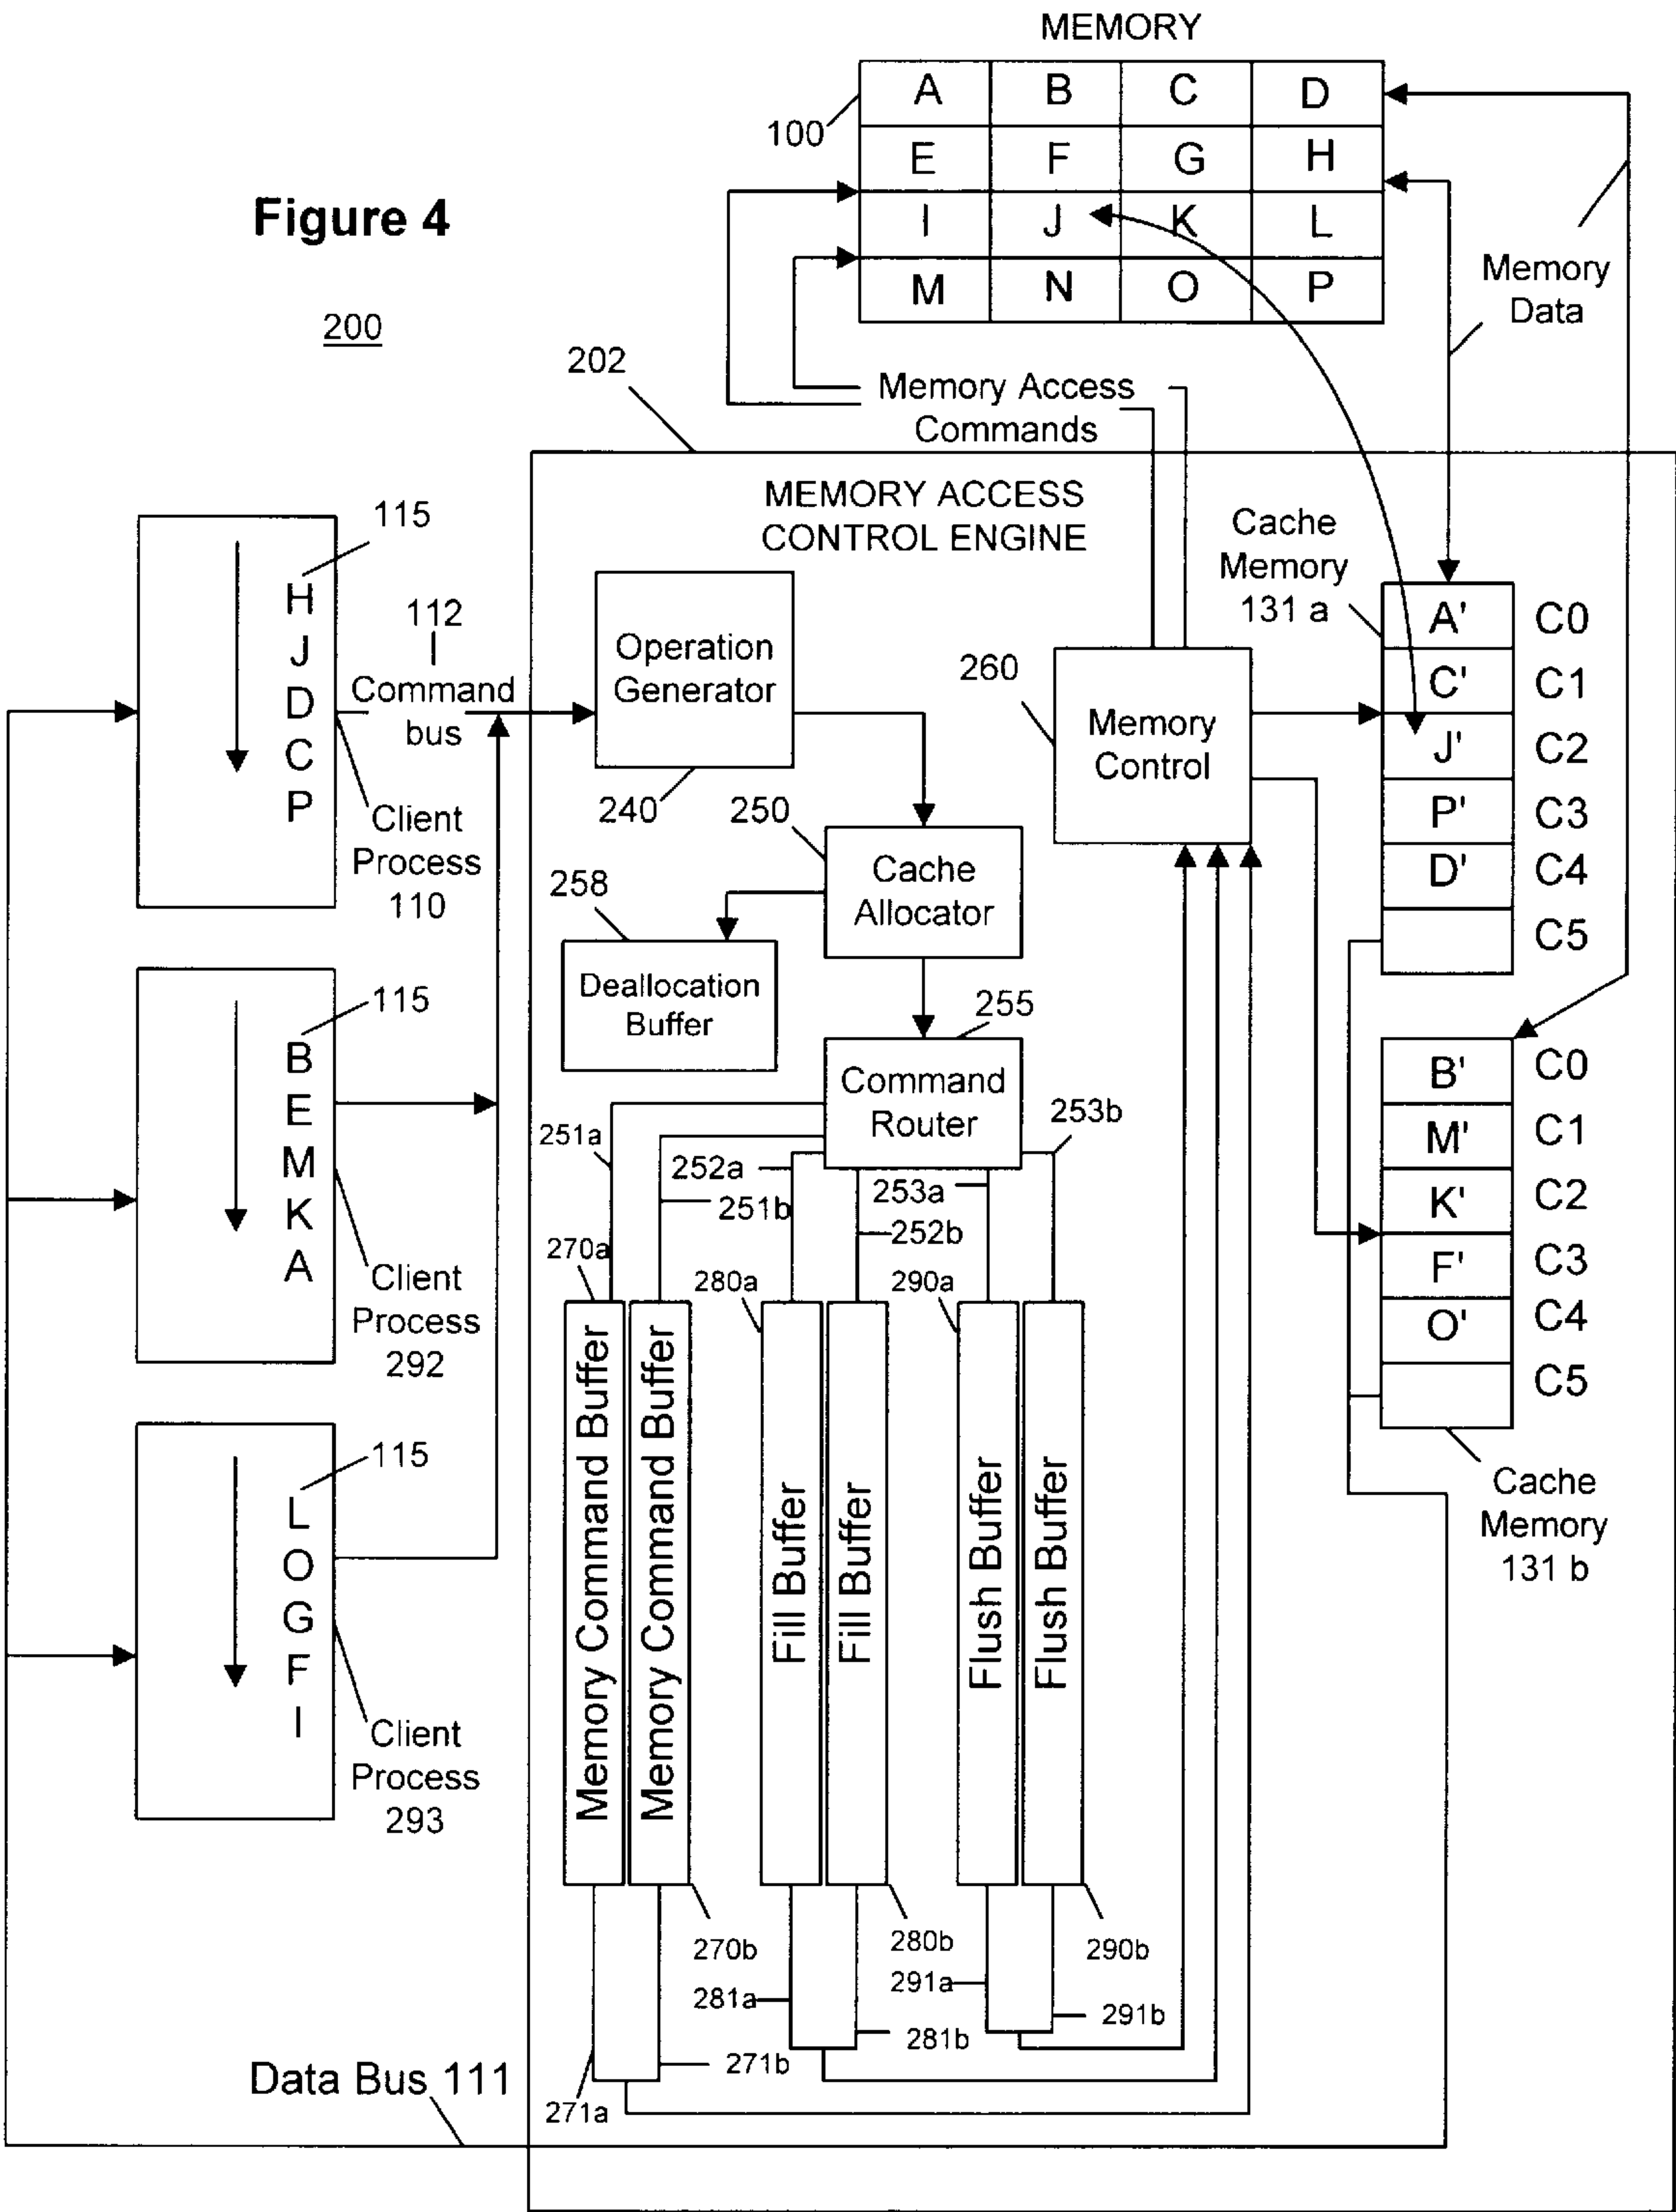 MEMORY
A B C D
100
E F G H
I J K L
M N O P
Figure 4
200
Memory
Data
202
Memory Access
Commands
MEMORY ACCESS
CONTROL ENGINE
115
H
J
D
C
P
112
Command
bus
Client
Process
110
Operation
Generator
240
250
Cache
Allocator
258
Deallocation
Buffer
255
Command
Router
260
Memory
Control
Cache
Memory
131 a
A' C0
C' C1
J' C2
P' C3
D' C4
C5
115
B
E
M
K
A
Client
Process
292
B' C0
M' C1
K' C2
F' C3
O' C4
C5
Cache
Memory
131 b
251a
252a
251b
253a
252b
253b
270a
280a
290a
Memory Command Buffer
Memory Command Buffer
Fill Buffer
Fill Buffer
Flush Buffer
Flush Buffer
115
L
O
G
F
I
Client
Process
293
270b
280b
290b
281a
291a
281b
291b
271b
271a
Data Bus 111